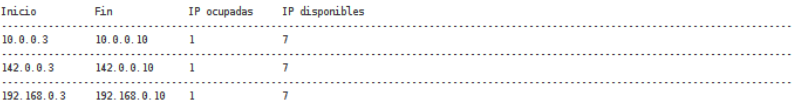 Inicio Fin IP ocupadas IP disponibles
10.0.0.3 10.0.0.10 1 7
142.0.0.3 142.0.0.10 1 7
192.168.0.3 192.168.0.10 1 7